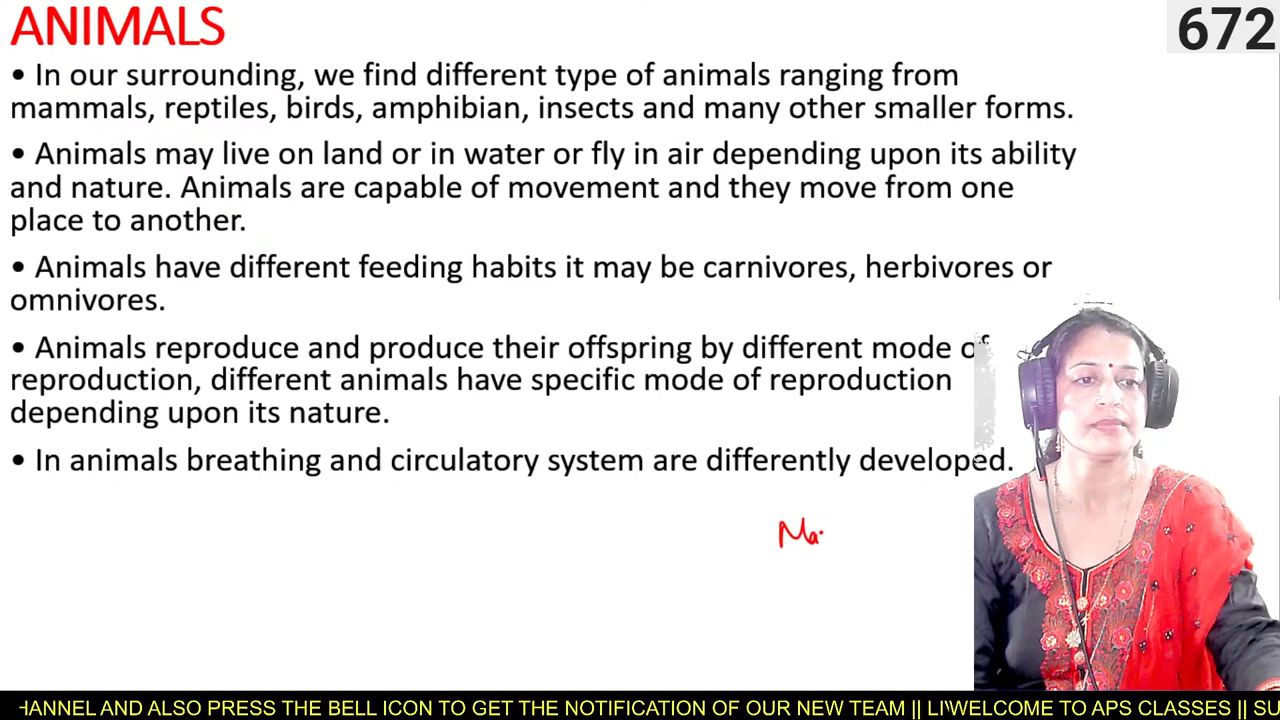 ANIMALS
672
• In our surrounding, we find different type of animals ranging from
mammals, reptiles, birds, amphibian, insects and many other smaller forms.
• Animals may live on land or in water or fly in air depending upon its ability
and nature. Animals are capable of movement and they move from one
place to another.
• Animals have different feeding habits it may be carnivores, herbivores or
omnivores.
• Animals reproduce and produce their offspring by different mode of
reproduction, different animals have specific mode of reproduction
depending upon its nature.
• In animals breathing and circulatory system are differently developed.
Ma
HANNEL AND ALSO PRESS THE BELL ICON TO GET THE NOTIFICATION OF OUR NEW TEAM || LI\WELCOME TO APS CLASSES || SU